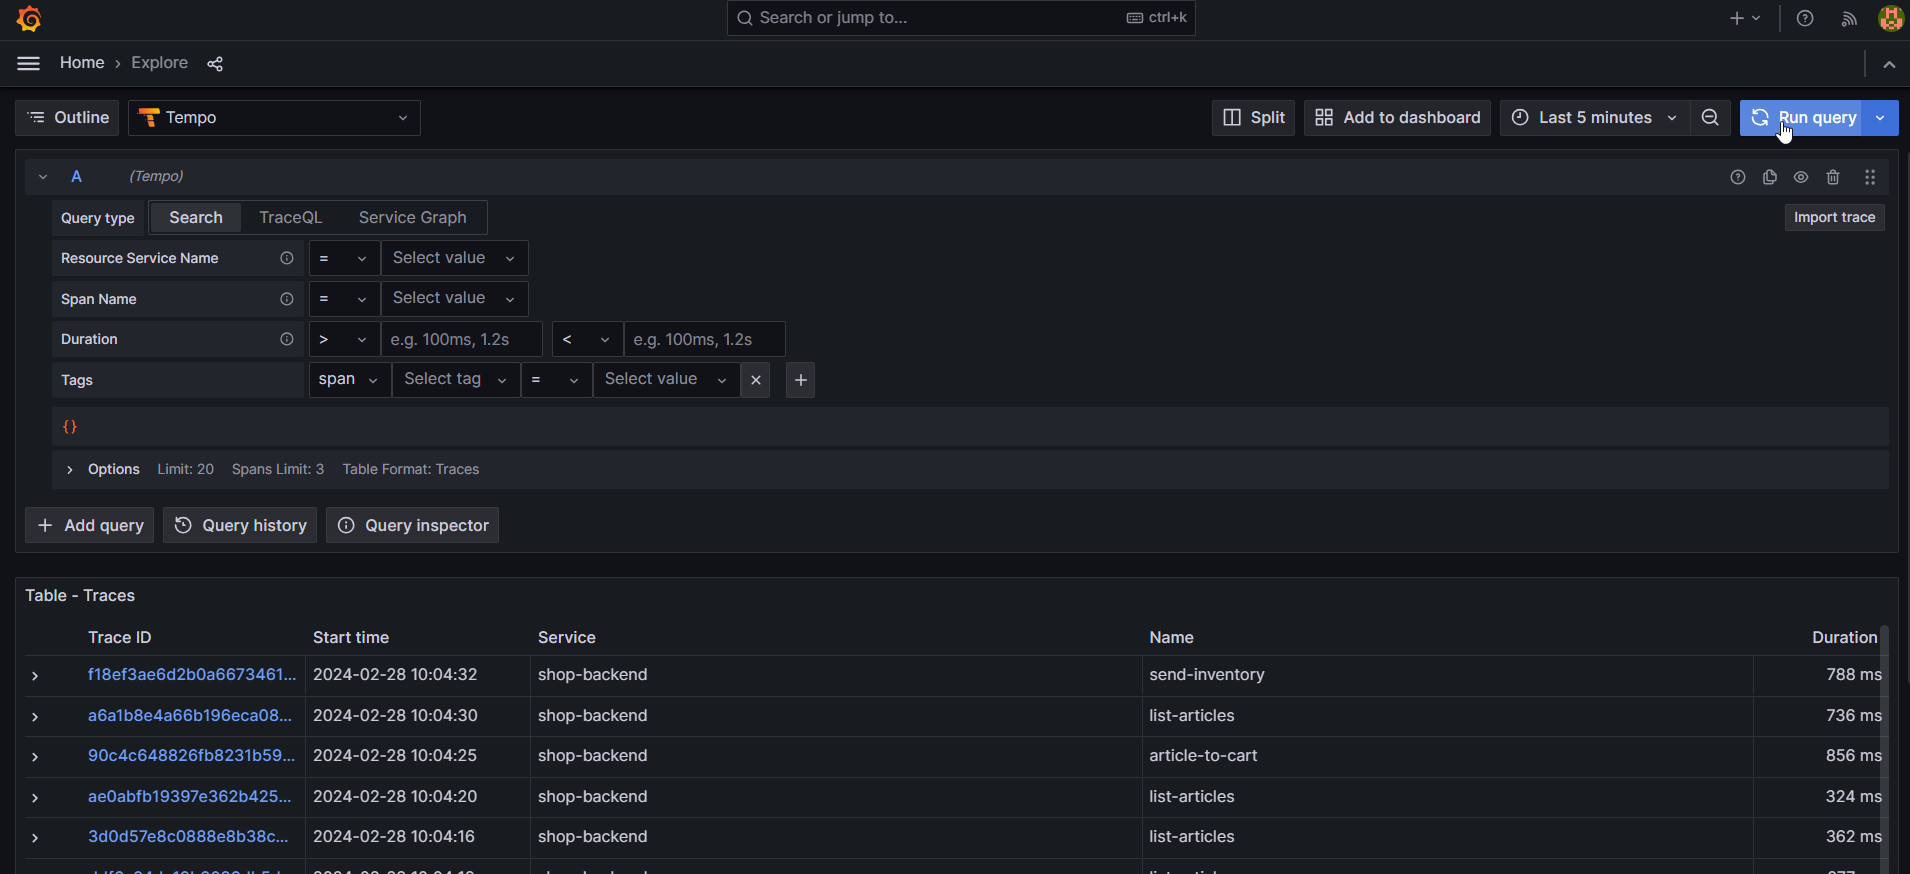 Search or jump to... ctrl+k
Home › Explore
Outline Tempo Split Add to dashboard Last 5 minutes Run query
A (Tempo)
Query type Search TraceQL Service Graph Import trace
Resource Service Name = Select value
Span Name = Select value
Duration > e.g. 100ms, 1.2s < e.g. 100ms, 1.2s
Tags span Select tag = Select value
{}
Options Limit: 20 Spans Limit: 3 Table Format: Traces
Add query Query history Query inspector
Table - Traces
Trace ID Start time Service Name Duration
f18ef3ae6d2b0a6673461... 2024-02-28 10:04:32 shop-backend send-inventory 788 ms
a6a1b8e4a66b196eca08... 2024-02-28 10:04:30 shop-backend list-articles 736 ms
90c4c648826fb8231b59... 2024-02-28 10:04:25 shop-backend article-to-cart 856 ms
ae0abfb19397e362b425... 2024-02-28 10:04:20 shop-backend list-articles 324 ms
3d0d57e8c0888e8b38c... 2024-02-28 10:04:16 shop-backend list-articles 362 ms